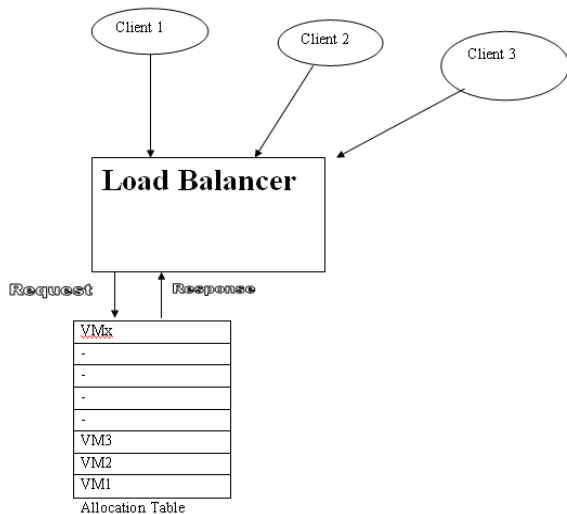 Client 1
Client 2
Client 3
Load Balancer
Request
Response
VMx
-
-
-
-
VM3
VM2
VM1
Allocation Table